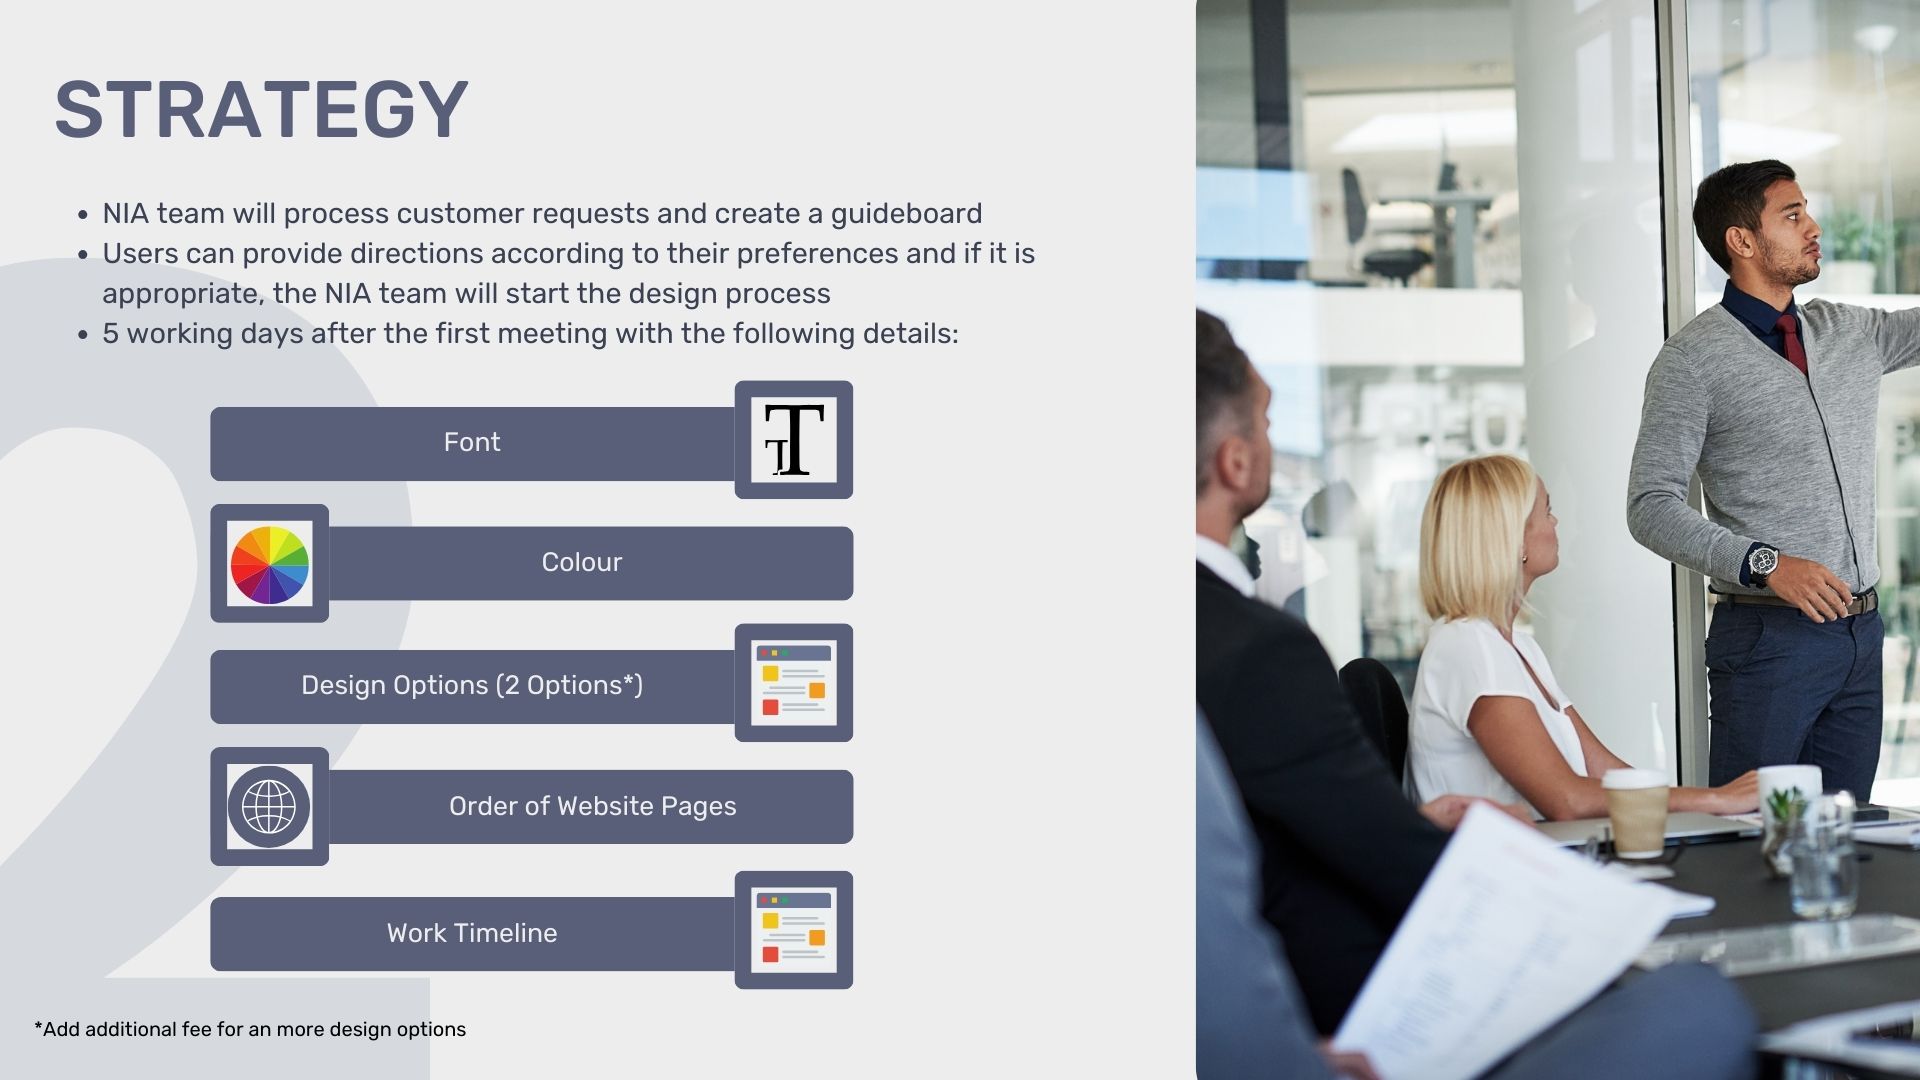 STRATEGY
• NIA team will process customer requests and create a guideboard
• Users can provide directions according to their preferences and if it is
appropriate, the NIA team will start the design process
• 5 working days after the first meeting with the following details:
Font
Colour
Design Options (2 Options*)
Order of Website Pages
Work Timeline
*Add additional fee for an more design options